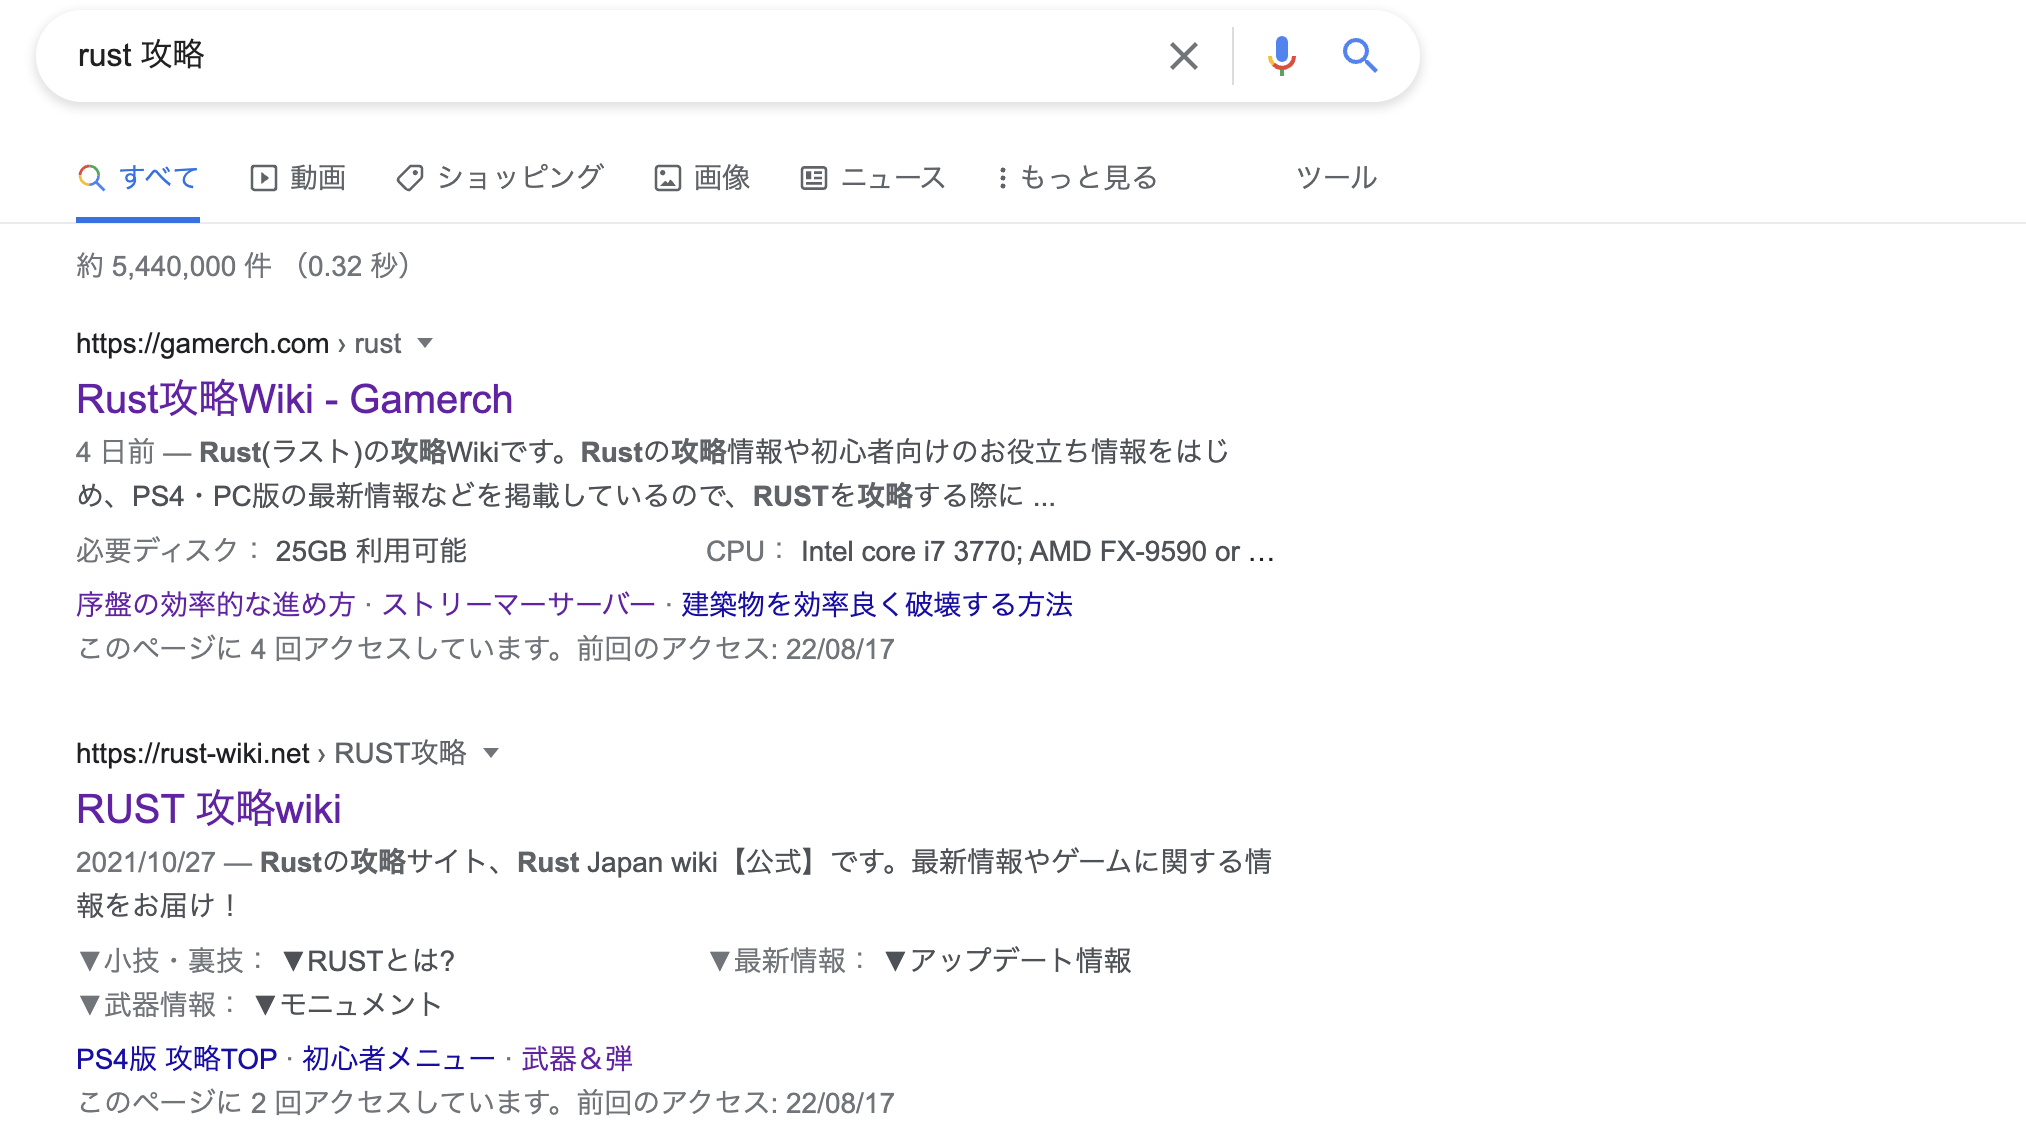 rust 攻略
すべて 動画 ショッピング 画像 ニュース もっと見る ツール
約 5,440,000 件 （0.32 秒）
https://gamerch.com › rust
Rust攻略Wiki - Gamerch
4 日前 — Rust(ラスト)の攻略Wikiです。Rustの攻略情報や初心者向けのお役立ち情報をはじ
め、PS4・PC版の最新情報などを掲載しているので、RUSTを攻略する際に ...
必要ディスク： 25GB 利用可能 CPU： Intel core i7 3770; AMD FX-9590 or …
序盤の効率的な進め方 · ストリーマーサーバー · 建築物を効率良く破壊する方法
このページに 4 回アクセスしています。前回のアクセス: 22/08/17
https://rust-wiki.net › RUST攻略
RUST 攻略wiki
2021/10/27 — Rustの攻略サイト、Rust Japan wiki【公式】です。最新情報やゲームに関する情
報をお届け！
▼小技・裏技： ▼RUSTとは? ▼最新情報： ▼アップデート情報
▼武器情報： ▼モニュメント
PS4版 攻略TOP · 初心者メニュー · 武器＆弾
このページに 2 回アクセスしています。前回のアクセス: 22/08/17